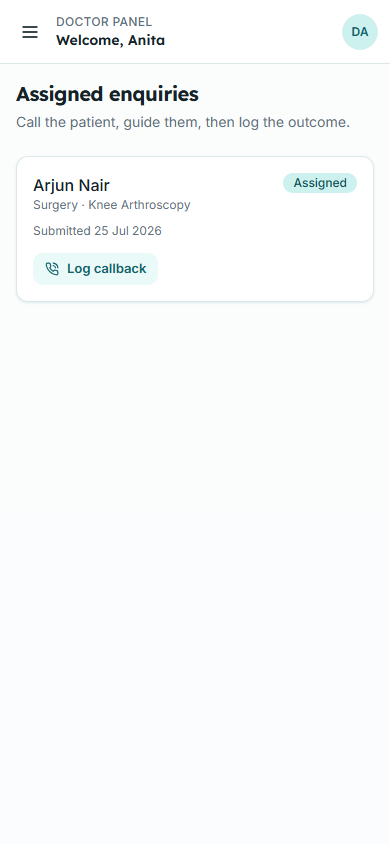 DOCTOR PANEL
Welcome, Anita
DA
Assigned enquiries
Call the patient, guide them, then log the outcome.
Arjun Nair
Assigned
Surgery · Knee Arthroscopy
Submitted 25 Jul 2026
Log callback